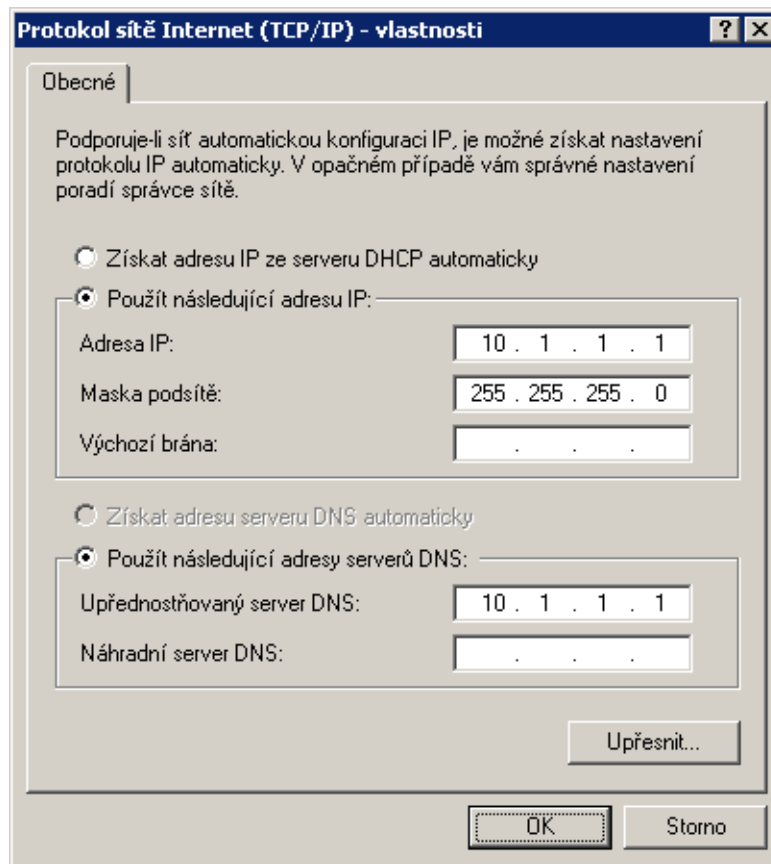 Protokol sítě Internet (TCP/IP) - vlastnosti
Obecné
Podporuje-li síť automatickou konfiguraci IP, je možné získat nastavení
protokolu IP automaticky. V opačném případě vám správné nastavení
poradí správce sítě.
Získat adresu IP ze serveru DHCP automaticky
Použít následující adresu IP:
Adresa IP: 10 . 1 . 1 . 1
Maska podsítě: 255 . 255 . 255 . 0
Výchozí brána: . . .
Získat adresu serveru DNS automaticky
Použít následující adresy serverů DNS:
Upřednostňovaný server DNS: 10 . 1 . 1 . 1
Náhradní server DNS: . . .
Upřesnit...
OK Storno